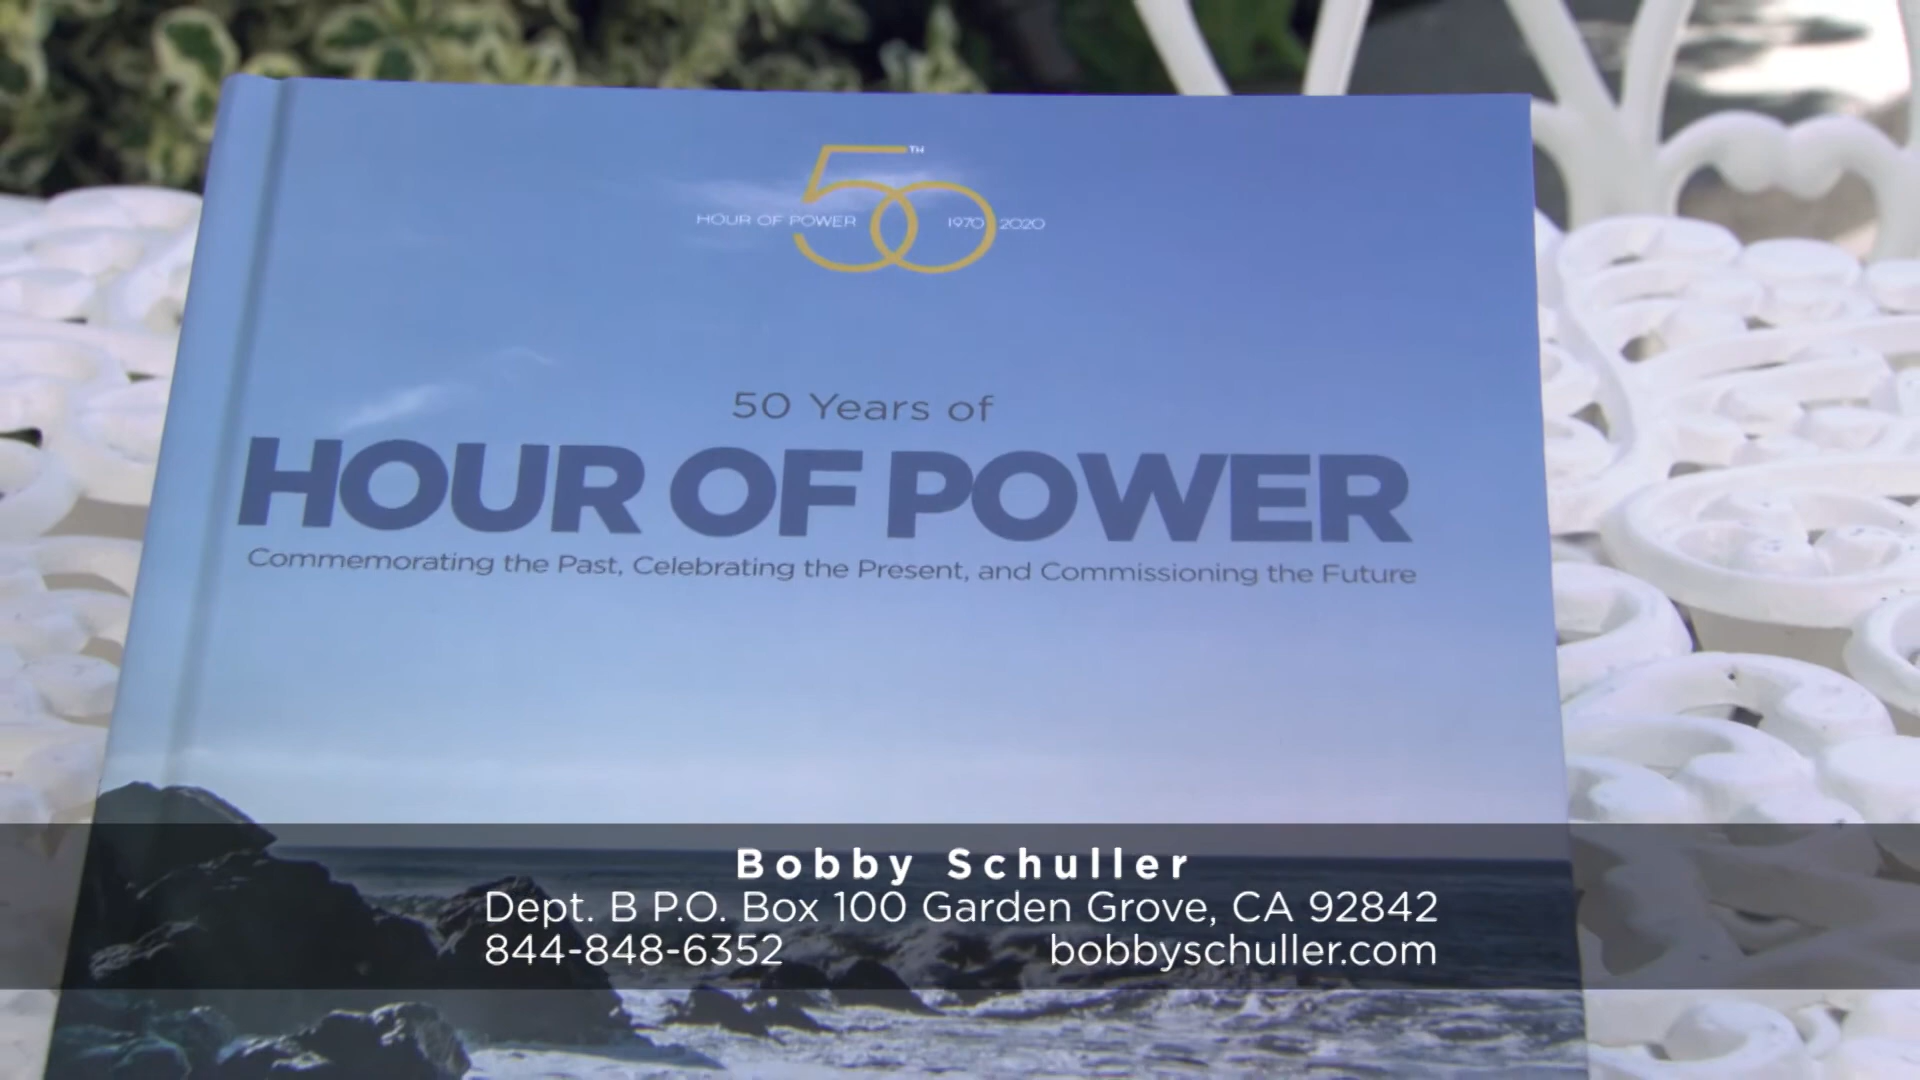 50TH
HOUR OF POWER 1970 2020
50 Years of
HOUR OF POWER
Commemorating the Past, Celebrating the Present, and Commissioning the Future
Bobby Schuller
Dept. B P.O. Box 100 Garden Grove, CA 92842
844-848-6352 bobbyschuller.com